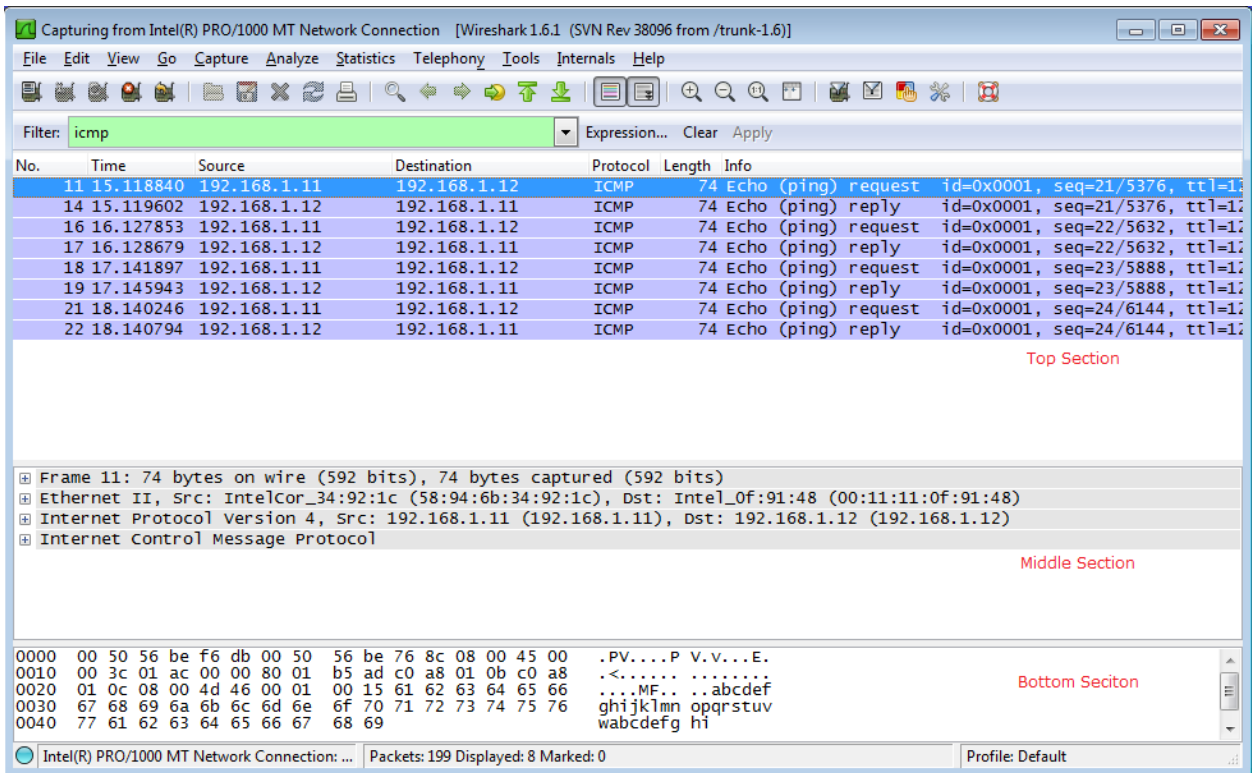 Capturing from Intel(R) PRO/1000 MT Network Connection [Wireshark 1.6.1 (SVN Rev 38096 from /trunk-1.6)]
File Edit View Go Capture Analyze Statistics Telephony Tools Internals Help
Filter: icmp Expression... Clear Apply
No. Time Source Destination Protocol Length Info
11 15.118840 192.168.1.11 192.168.1.12 ICMP 74 Echo (ping) request id=0x0001, seq=21/5376, ttl=12
14 15.119602 192.168.1.12 192.168.1.11 ICMP 74 Echo (ping) reply id=0x0001, seq=21/5376, ttl=12
16 16.127853 192.168.1.11 192.168.1.12 ICMP 74 Echo (ping) request id=0x0001, seq=22/5632, ttl=12
17 16.128679 192.168.1.12 192.168.1.11 ICMP 74 Echo (ping) reply id=0x0001, seq=22/5632, ttl=12
18 17.141897 192.168.1.11 192.168.1.12 ICMP 74 Echo (ping) request id=0x0001, seq=23/5888, ttl=12
19 17.145943 192.168.1.12 192.168.1.11 ICMP 74 Echo (ping) reply id=0x0001, seq=23/5888, ttl=12
21 18.140246 192.168.1.11 192.168.1.12 ICMP 74 Echo (ping) request id=0x0001, seq=24/6144, ttl=12
22 18.140794 192.168.1.12 192.168.1.11 ICMP 74 Echo (ping) reply id=0x0001, seq=24/6144, ttl=12
Top Section
Frame 11: 74 bytes on wire (592 bits), 74 bytes captured (592 bits)
Ethernet II, Src: IntelCor_34:92:1c (58:94:6b:34:92:1c), Dst: Intel_0f:91:48 (00:11:11:0f:91:48)
Internet Protocol Version 4, Src: 192.168.1.11 (192.168.1.11), Dst: 192.168.1.12 (192.168.1.12)
Internet Control Message Protocol
Middle Section
0000 00 50 56 be f6 db 00 50 56 be 76 8c 08 00 45 00 .PV....P V.v...E.
0010 00 3c 01 ac 00 00 80 01 b5 ad c0 a8 01 0b c0 a8 .<...... ........
0020 01 0c 08 00 4d 46 00 01 00 15 61 62 63 64 65 66 ....MF.. ..abcdef
0030 67 68 69 6a 6b 6c 6d 6e 6f 70 71 72 73 74 75 76 ghijklmn opqrstuv
0040 77 61 62 63 64 65 66 67 68 69 wabcdefg hi
Bottom Seciton
Intel(R) PRO/1000 MT Network Connection: ... Packets: 199 Displayed: 8 Marked: 0 Profile: Default